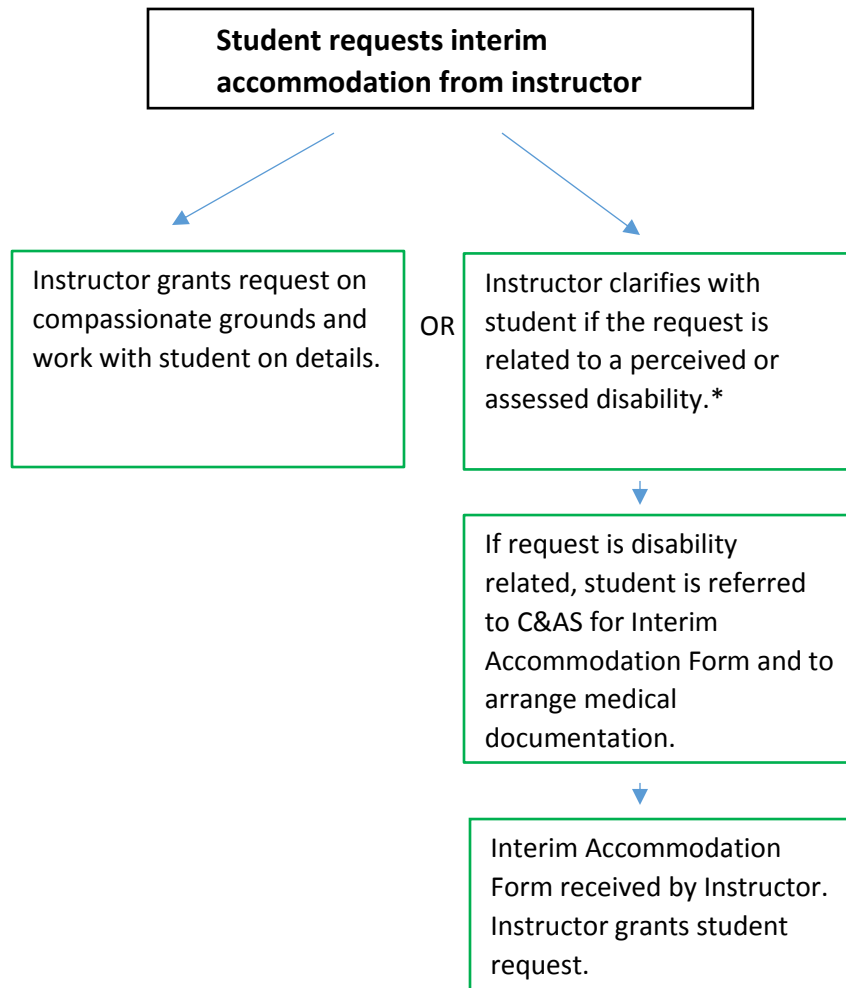 Student requests interim
accommodation from instructor
Instructor grants request on
compassionate grounds and
work with student on details.
OR
Instructor clarifies with
student if the request is
related to a perceived or
assessed disability.*
If request is disability
related, student is referred
to C&AS for Interim
Accommodation Form and to
arrange medical
documentation.
Interim Accommodation
Form received by Instructor.
Instructor grants student
request.